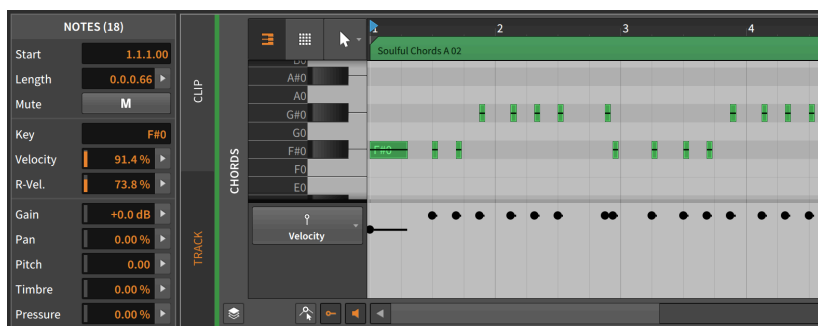 NOTES (18)
Start 1.1.1.00
Length 0.0.0.66
Mute M
Key F#0
Velocity 91.4 %
R-Vel. 73.8 %
Gain +0.0 dB
Pan 0.00 %
Pitch 0.00
Timbre 0.00 %
Pressure 0.00 %
CLIP
TRACK
CHORDS
1 2 3 4
Soulful Chords A 02
B0
A#0
A0
G#0
G0
F#0
F#0
F0
E0
Velocity